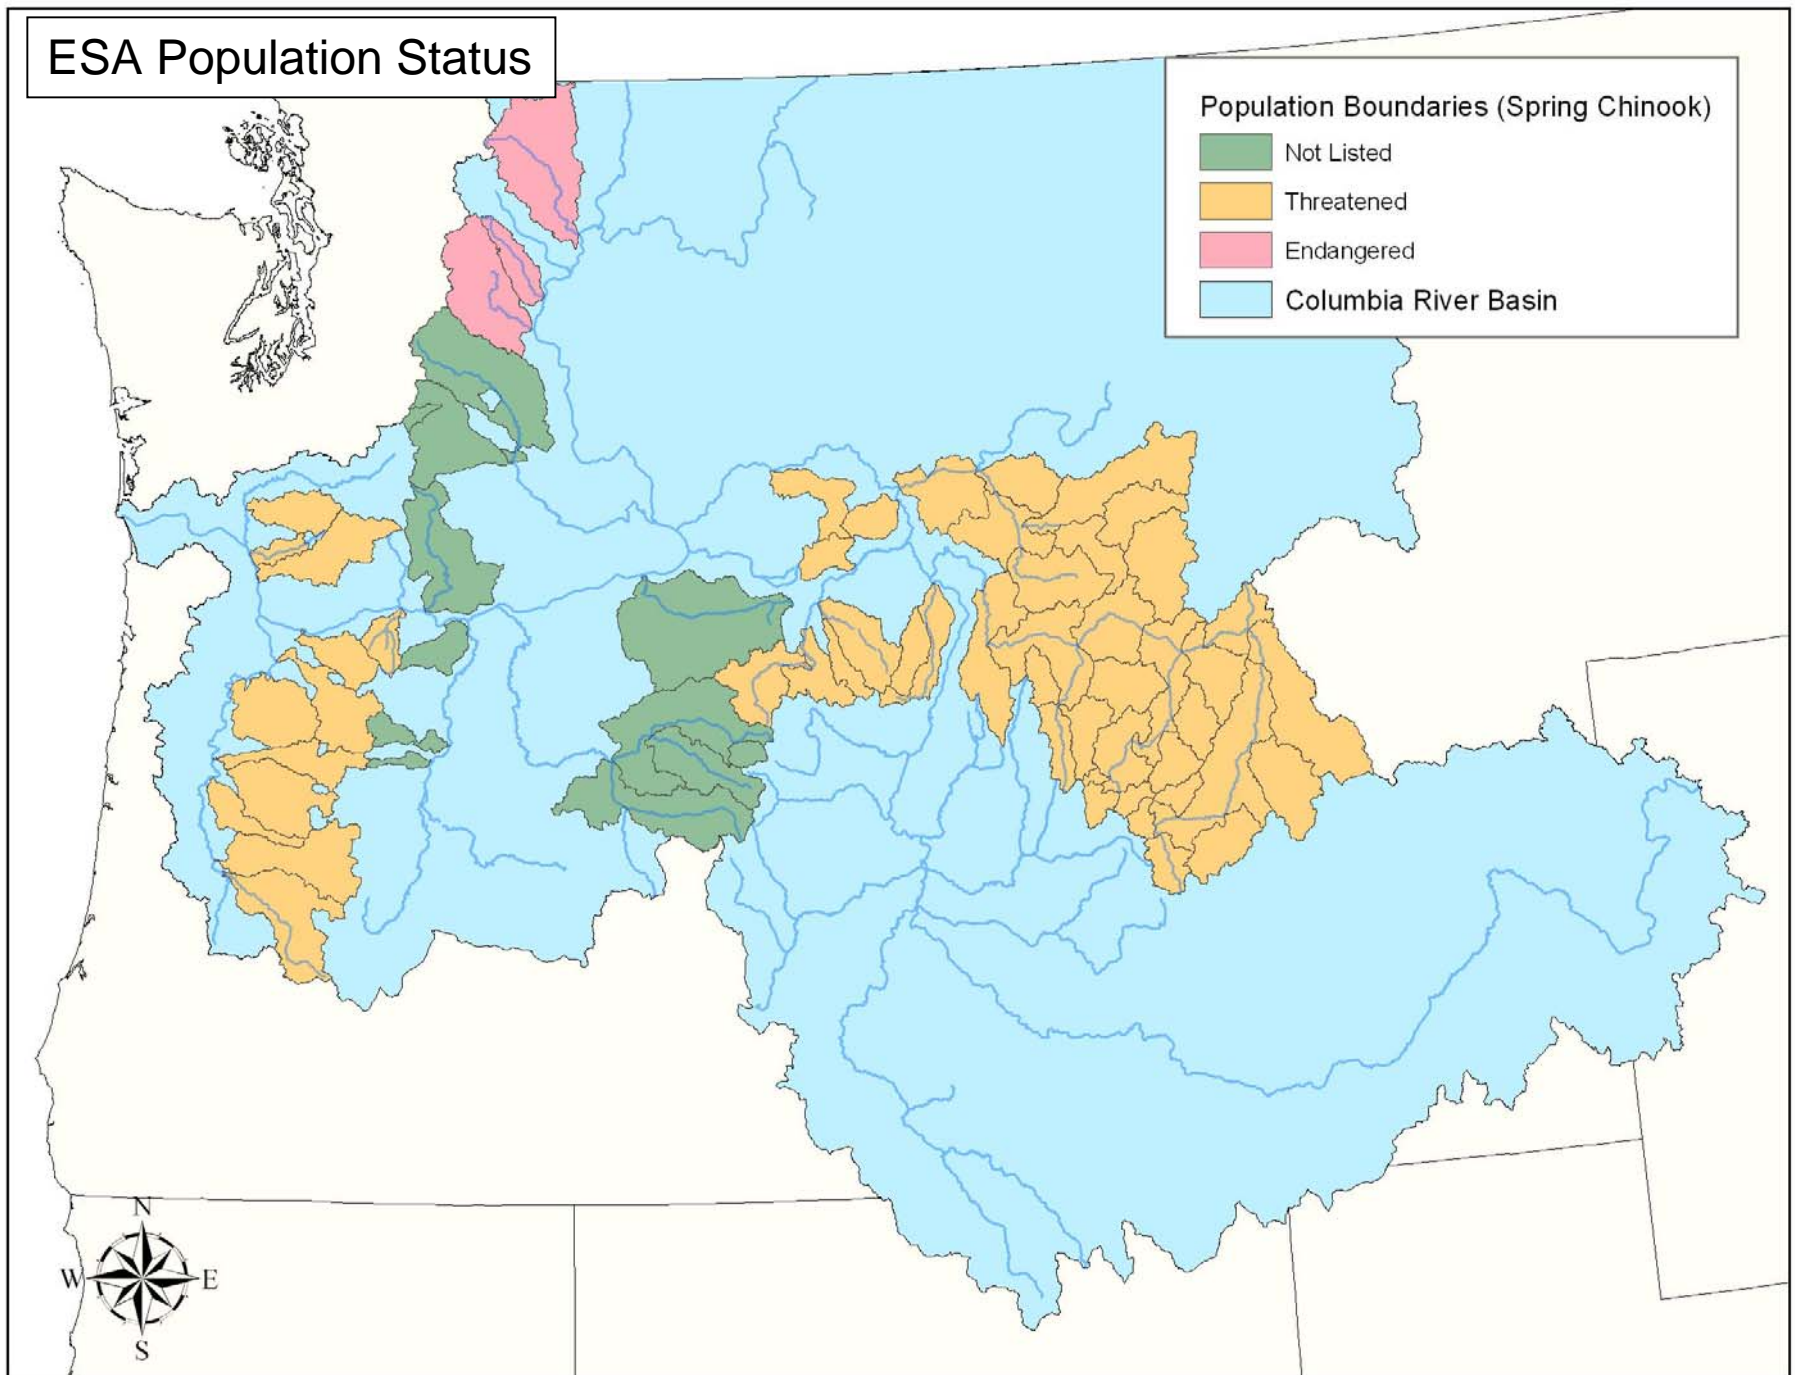 ESA Population Status
Population Boundaries (Spring Chinook)
Not Listed
Threatened
Endangered
Columbia River Basin
N
W E
S